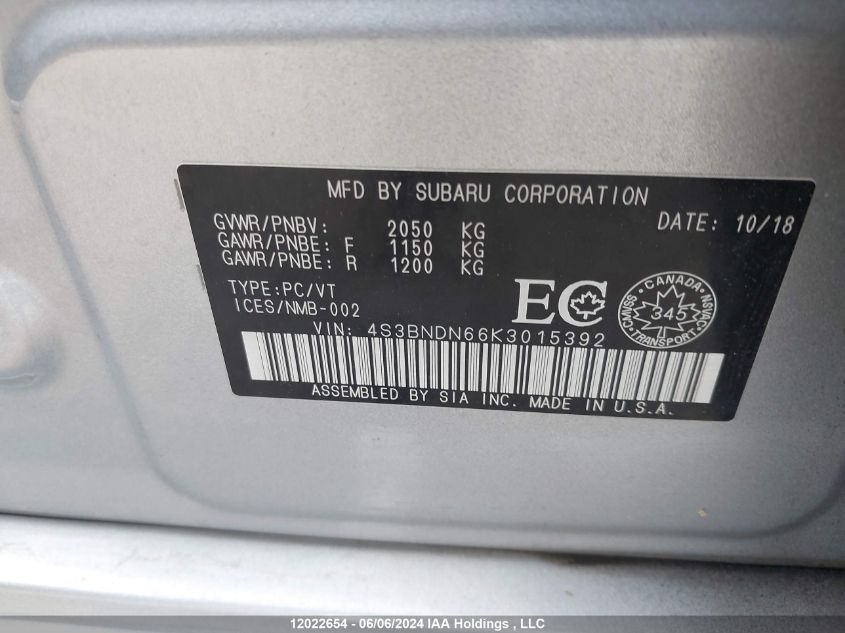 MFD BY SUBARU CORPORATION
GVWR/PNBV: 2050 KG DATE: 10/18
GAWR/PNBE: F 1150 KG
GAWR/PNBE: R 1200 KG
TYPE:PC/VT
ICES/NMB-002
EC
CANADA
CMVSS 345 NSVAC
TRANSPORT
VIN: 4S3BNDN66K3015392
ASSEMBLED BY SIA INC. MADE IN U.S.A.
12022654 - 06/06/2024 IAA Holdings , LLC